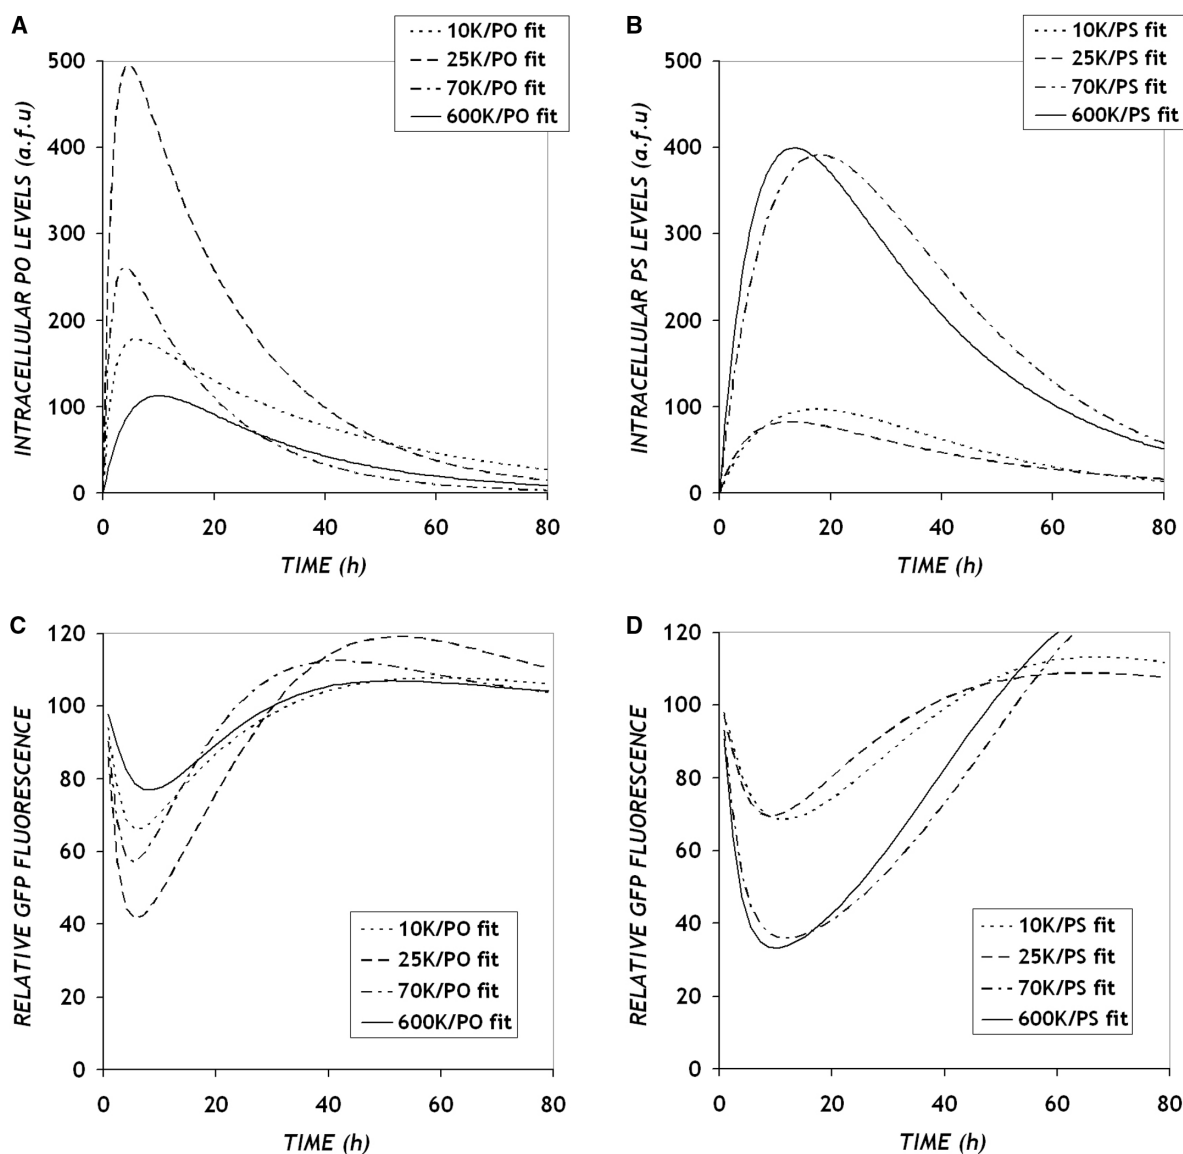 A
10K/PO fit
25K/PO fit
70K/PO fit
600K/PO fit
INTRACELLULAR PO LEVELS (a.f.u)
500
400
300
200
100
0
0 20 40 60 80
TIME (h)
B
10K/PS fit
25K/PS fit
70K/PS fit
600K/PS fit
INTRACELLULAR PS LEVELS (a.f.u)
500
400
300
200
100
0
0 20 40 60 80
TIME (h)
C
RELATIVE GFP FLUORESCENCE
120
100
80
60
40
20
0
10K/PO fit
25K/PO fit
70K/PO fit
600K/PO fit
0 20 40 60 80
TIME (h)
D
RELATIVE GFP FLUORESCENCE
120
100
80
60
40
20
0
10K/PS fit
25K/PS fit
70K/PS fit
600K/PS fit
0 20 40 60 80
TIME (h)